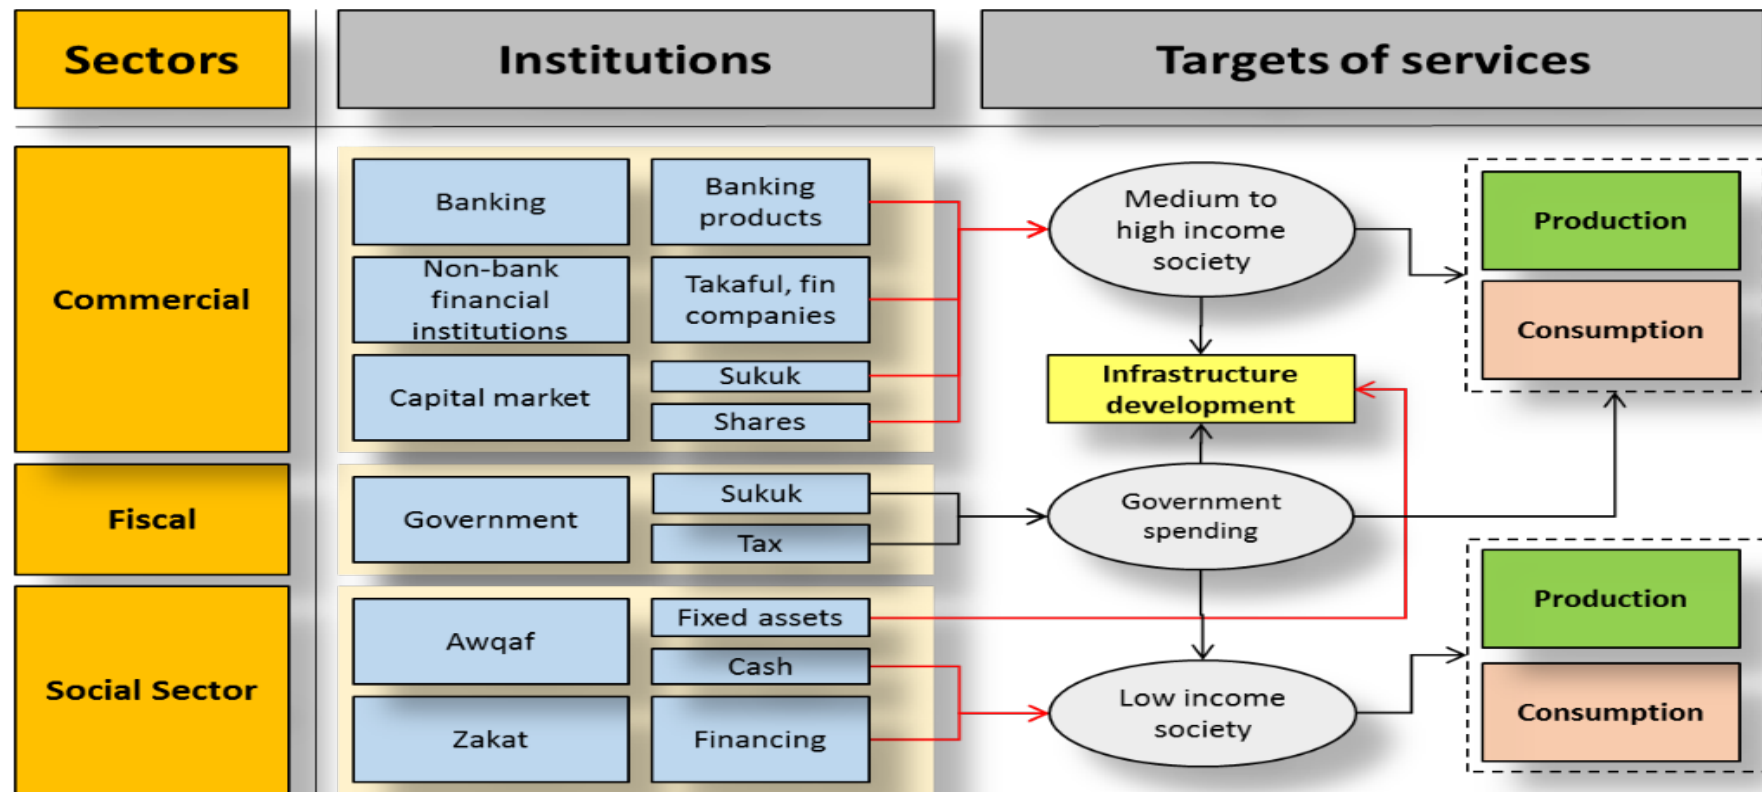 Sectors
Institutions
Targets of services
Commercial
Banking
Banking
products
Non-bank
financial
institutions
Takaful, fin
companies
Capital market
Sukuk
Shares
Medium to
high income
society
Infrastructure
development
Production
Consumption
Fiscal
Government
Sukuk
Tax
Government
spending
Social Sector
Awqaf
Fixed assets
Cash
Zakat
Financing
Low income
society
Production
Consumption